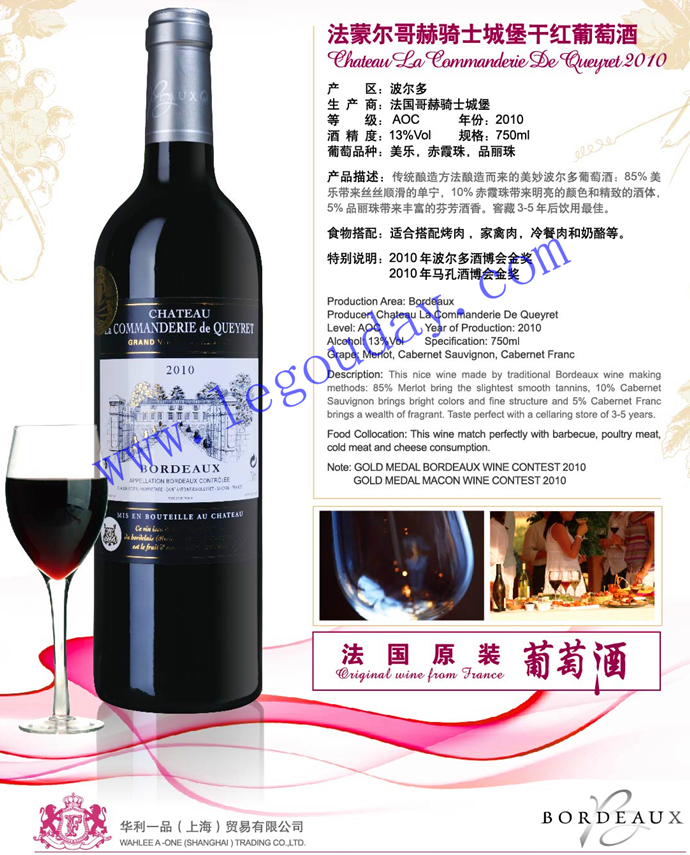 法蒙尔哥赫骑士城堡干红葡萄酒
Chateau La Commanderie De Queyret 2010
产 区：波尔多
生 产 商：法国哥赫骑士城堡
等 级： AOC 年份：2010
酒 精 度：13%Vol 规格：750ml
葡萄品种：美乐，赤霞珠，品丽珠
产品描述：传统酿造方法酿造而来的美妙波尔多葡萄酒：85% 美
乐带来丝丝顺滑的单宁，10% 赤霞珠带来明亮的颜色和精致的酒体，
5% 品丽珠带来丰富的芬芳酒香。窖藏 3-5 年后饮用最佳。
食物搭配：适合搭配烤肉 ，家禽肉，冷餐肉和奶酪等。
特别说明：2010 年波尔多酒博会金奖
2010 年马孔酒博会金奖
Production Area: Bordeaux
Producer: Chateau La Commanderie De Queyret
Level: AOC Year of Production: 2010
Alcohol: 13%Vol Specification: 750ml
Grape: Merlot, Cabernet Sauvignon, Cabernet Franc
Description: This nice wine made by traditional Bordeaux wine making
methods: 85% Merlot bring the slightest smooth tannins, 10% Cabernet
Sauvignon brings bright colors and fine structure and 5% Cabernet Franc
brings a wealth of fragrant. Taste perfect with a cellaring store of 3-5 years.
Food Collocation: This wine match perfectly with barbecue, poultry meat,
cold meat and cheese consumption.
Note: GOLD MEDAL BORDEAUX WINE CONTEST 2010
GOLD MEDAL MACON WINE CONTEST 2010
www.legouday.com
CHATEAU
La COMMANDERIE de QUEYRET
GRAND
2010
BORDEAUX
APPELLATION BORDEAUX CONTRÔLÉE
MIS EN BOUTEILLE AU CHATEAU
Ce vin
du bordelais
est le fruit d'
法国原装 葡萄酒
Original wine from France
F
华利一品（上海）贸易有限公司
WAHLEE A -ONE (SHANGHAI ) TRADING CO.,LTD.
BORDEAUX